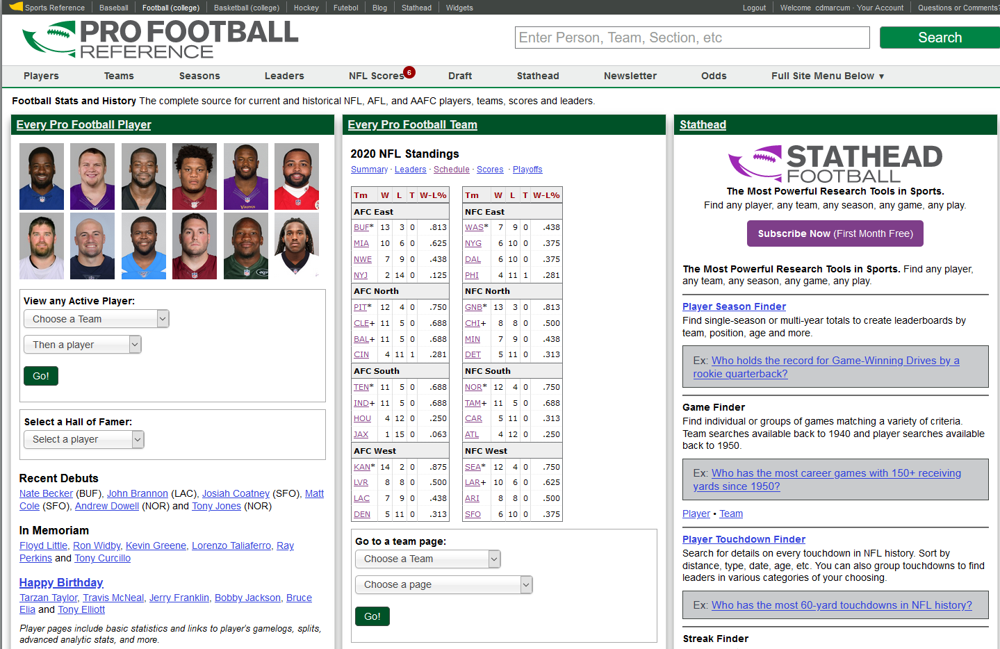 Sports Reference
Baseball
Football (college)
Basketball (college)
Hockey
Futebol
Blog
Stathead
Widgets
Logout
Welcome cdmarcum · Your Account
Questions or Comments?
PRO FOOTBALL
REFERENCE
Enter Person, Team, Section, etc
Search
Players
Teams
Seasons
Leaders
NFL Scores 6
Draft
Stathead
Newsletter
Odds
Full Site Menu Below ▼
Football Stats and History The complete source for current and historical NFL, AFL, and AAFC players, teams, scores and leaders.
Every Pro Football Player
View any Active Player:
Choose a Team
Then a player
Go!
Select a Hall of Famer:
Select a player
Recent Debuts
Nate Becker (BUF), John Brannon (LAC), Josiah Coatney (SFO), Matt
Cole (SFO), Andrew Dowell (NOR) and Tony Jones (NOR)
In Memoriam
Floyd Little, Ron Widby, Kevin Greene, Lorenzo Taliaferro, Ray
Perkins and Tony Curcillo
Happy Birthday
Tarzan Taylor, Travis McNeal, Jerry Franklin, Bobby Jackson, Bruce
Elia and Tony Elliott
Player pages include basic statistics and links to player's gamelogs, splits,
advanced analytic stats, and more.
Every Pro Football Team
2020 NFL Standings
Summary · Leaders · Schedule · Scores · Playoffs
Tm W L T W-L%
AFC East
BUF* 13 3 0 .813
MIA 10 6 0 .625
NWE 7 9 0 .438
NYJ 2 14 0 .125
AFC North
PIT* 12 4 0 .750
CLE+ 11 5 0 .688
BAL+ 11 5 0 .688
CIN 4 11 1 .281
AFC South
TEN* 11 5 0 .688
IND+ 11 5 0 .688
HOU 4 12 0 .250
JAX 1 15 0 .063
AFC West
KAN* 14 2 0 .875
LVR 8 8 0 .500
LAC 7 9 0 .438
DEN 5 11 0 .313
Tm W L T W-L%
NFC East
WAS* 7 9 0 .438
NYG 6 10 0 .375
DAL 6 10 0 .375
PHI 4 11 1 .281
NFC North
GNB* 13 3 0 .813
CHI+ 8 8 0 .500
MIN 7 9 0 .438
DET 5 11 0 .313
NFC South
NOR* 12 4 0 .750
TAM+ 11 5 0 .688
CAR 5 11 0 .313
ATL 4 12 0 .250
NFC West
SEA* 12 4 0 .750
LAR+ 10 6 0 .625
ARI 8 8 0 .500
SFO 6 10 0 .375
Go to a team page:
Choose a Team
Choose a page
Go!
Stathead
STATHEAD
FOOTBALL
The Most Powerful Research Tools in Sports.
Find any player, any team, any season, any game, any play.
Subscribe Now (First Month Free)
The Most Powerful Research Tools in Sports. Find any player,
any team, any season, any game, any play.
Player Season Finder
Find single-season or multi-year totals to create leaderboards by
team, position, age and more.
Ex: Who holds the record for Game-Winning Drives by a
rookie quarterback?
Game Finder
Find individual or groups of games matching a variety of criteria.
Team searches available back to 1940 and player searches available
back to 1950.
Ex: Who has the most career games with 150+ receiving
yards since 1950?
Player • Team
Player Touchdown Finder
Search for details on every touchdown in NFL history. Sort by
distance, type, date, age, etc. You can also group touchdowns to find
leaders in various categories of your choosing.
Ex: Who has the most 60-yard touchdowns in NFL history?
Streak Finder